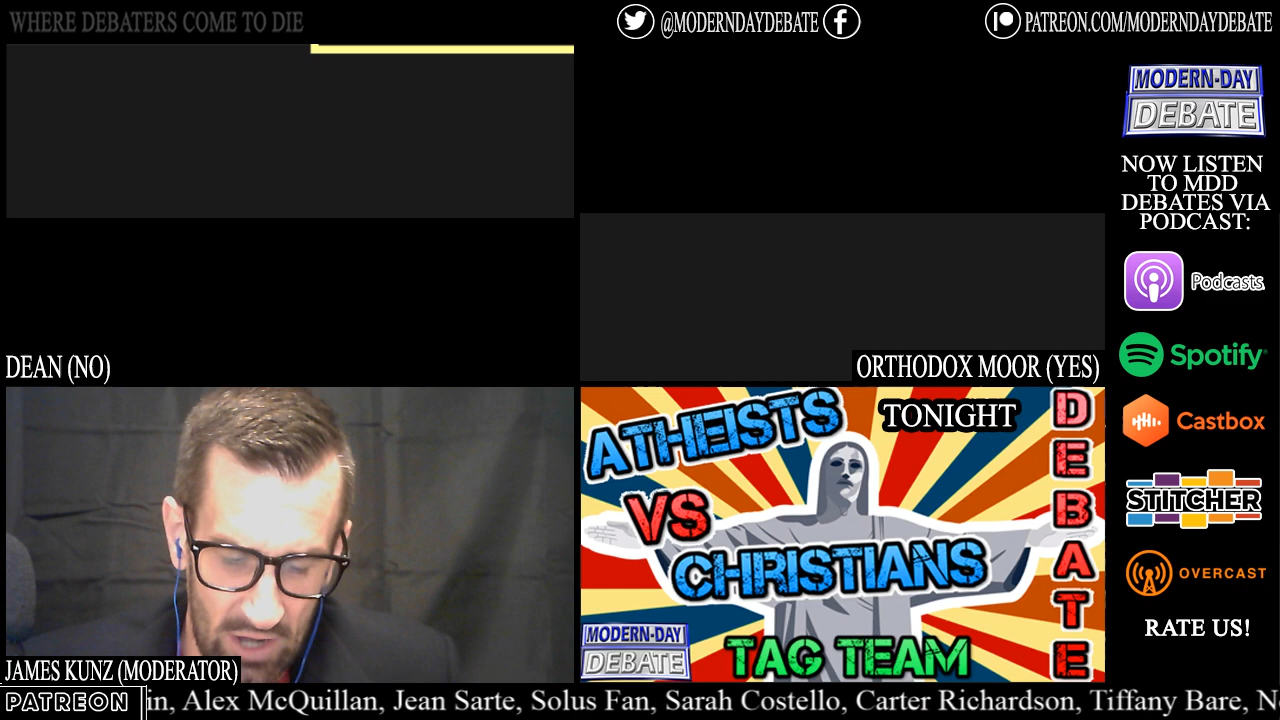 WHERE DEBATERS COME TO DIE
@MODERNDAYDEBATE
PATREON.COM/MODERNDAYDEBATE
MODERN-DAY
DEBATE
NOW LISTEN
TO MDD
DEBATES VIA
PODCAST:
Podcasts
Spotify
Castbox
STITCHER
OVERCAST
RATE US!
DEAN (NO)
ORTHODOX MOOR (YES)
ATHEISTS
VS
CHRISTIANS
TAG TEAM
TONIGHT
DEBATE
MODERN-DAY
DEBATE
JAMES KUNZ (MODERATOR)
PATREON
in, Alex McQuillan, Jean Sarte, Solus Fan, Sarah Costello, Carter Richardson, Tiffany Bare, N